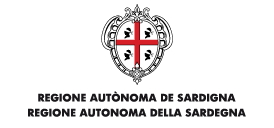 REGIONE AUTÒNOMA DE SARDIGNA
REGIONE AUTONOMA DELLA SARDEGNA